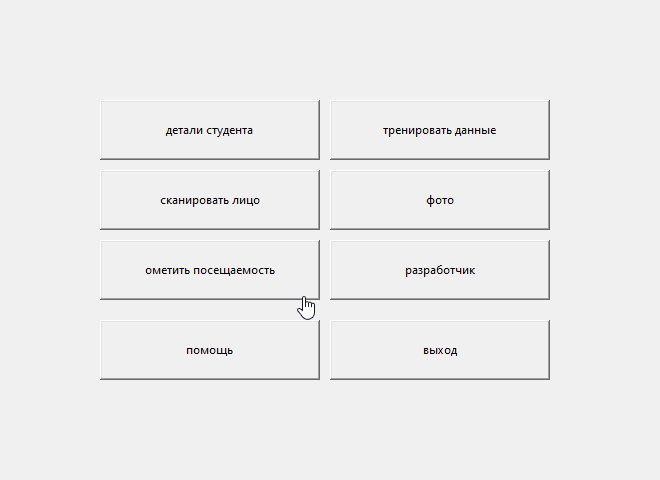 детали студента
тренировать данные
сканировать лицо
фото
ометить посещаемость
разработчик
помощь
выход